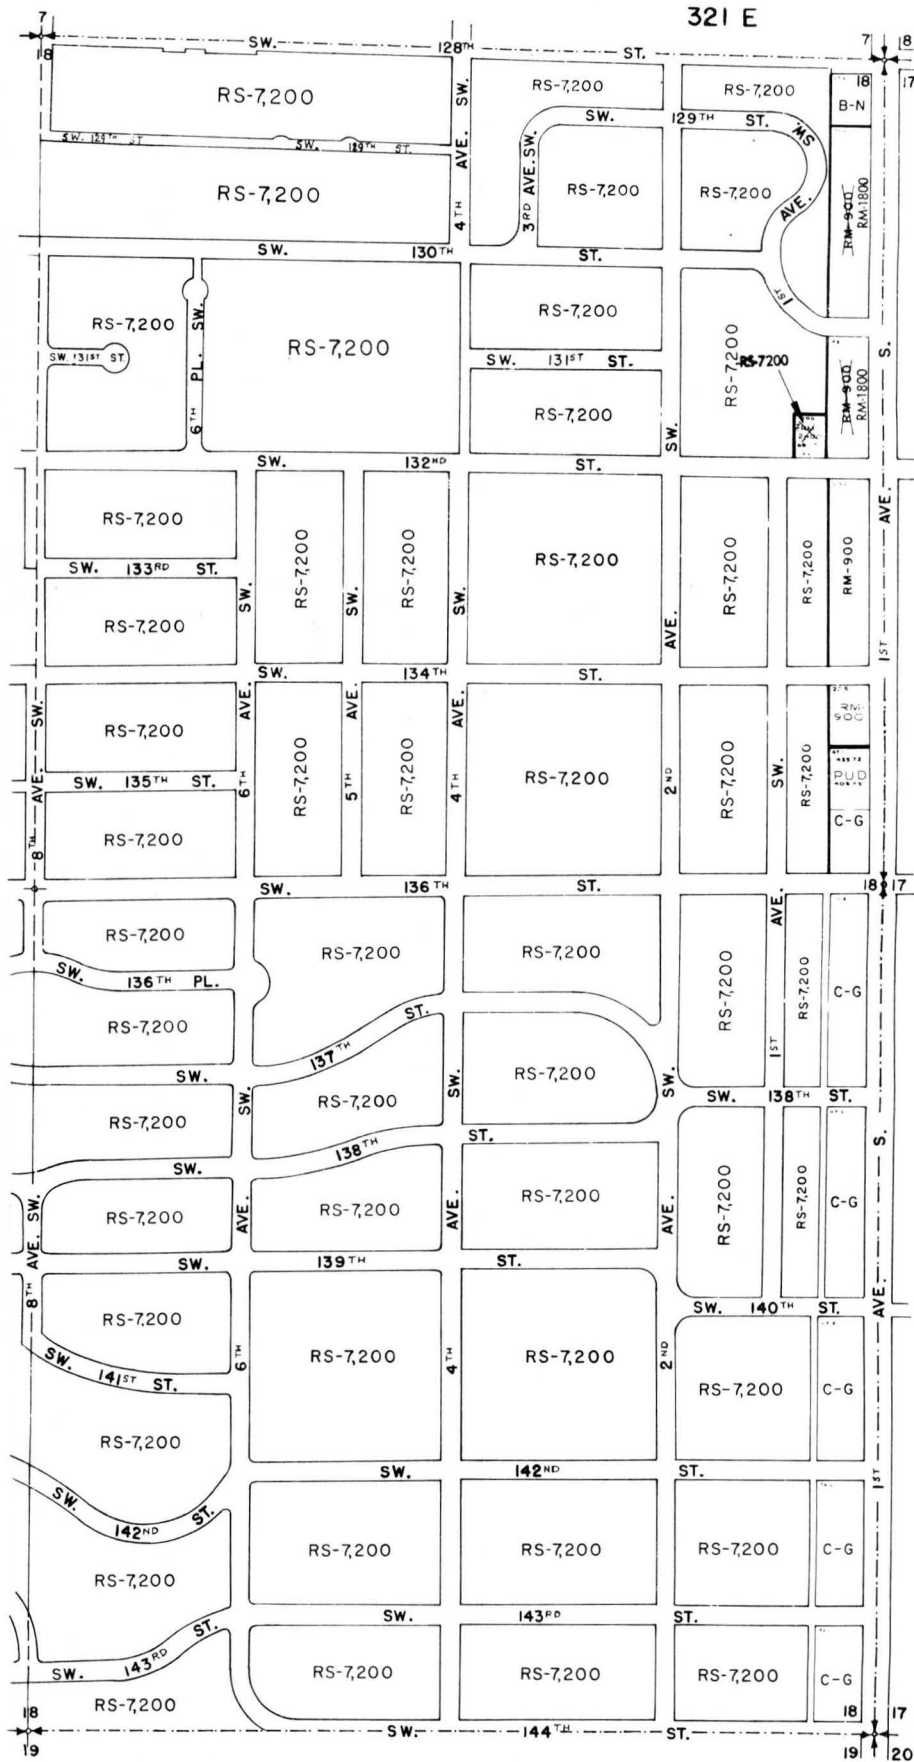 321 E
7
7
8
18
18
17
SW. 128TH ST.
RS-7,200
RS-7,200
RS-7,200
B-N
SW. 129TH ST.
SW. 129TH ST.
SW. 129TH ST.
SW.
AVE.
4TH
3RD AVE. SW.
SW.
AVE.
1ST
RS-7,200
RS-7,200
RS-7,200
RM-900
RM-1800
SW. 130TH ST.
RS-7,200
6TH PL. SW.
RS-7,200
RS-7,200
RS-7,200
RS-7200
RM-900
RM-1800
SW. 131ST ST.
SW. 131ST ST.
RS-7,200
SW.
S.
SW. 132ND ST.
RS-7,200
RS-7,200
RS-7,200
RS-7,200
RS-7,200
RS-7,200
RM-900
AVE.
SW. 133RD ST.
SW.
SW.
SW.
AVE.
1ST
RS-7,200
SW. 134TH ST.
RS-7,200
RS-7,200
RS-7,200
RS-7,200
RS-7,200
RS-7,200
RM-
900
PUD
C-G
SW. 135TH ST.
8TH AVE. SW.
6TH AVE.
5TH AVE.
4TH AVE.
2ND
SW.
RS-7,200
SW. 136TH ST.
18
17
RS-7,200
RS-7,200
RS-7,200
RS-7,200
1ST AVE.
RS-7,200
C-G
SW. 136TH PL.
RS-7,200
SW. 137TH ST.
RS-7,200
RS-7,200
SW.
SW.
SW.
SW. 138TH ST.
RS-7,200
SW. 138TH ST.
RS-7,200
RS-7,200
RS-7,200
RS-7,200
RS-7,200
C-G
S.
8TH AVE. SW.
AVE.
AVE.
AVE.
SW. 139TH ST.
RS-7,200
RS-7,200
RS-7,200
SW. 140TH ST.
AVE.
6TH
4TH
2ND
RS-7,200
C-G
SW. 141ST ST.
RS-7,200
SW. 142ND ST.
1ST
SW. 142ND ST.
RS-7,200
RS-7,200
RS-7,200
RS-7,200
C-G
SW. 143RD ST.
SW. 143RD ST.
RS-7,200
RS-7,200
RS-7,200
RS-7,200
C-G
18
18
17
SW. 144TH ST.
19
19
20